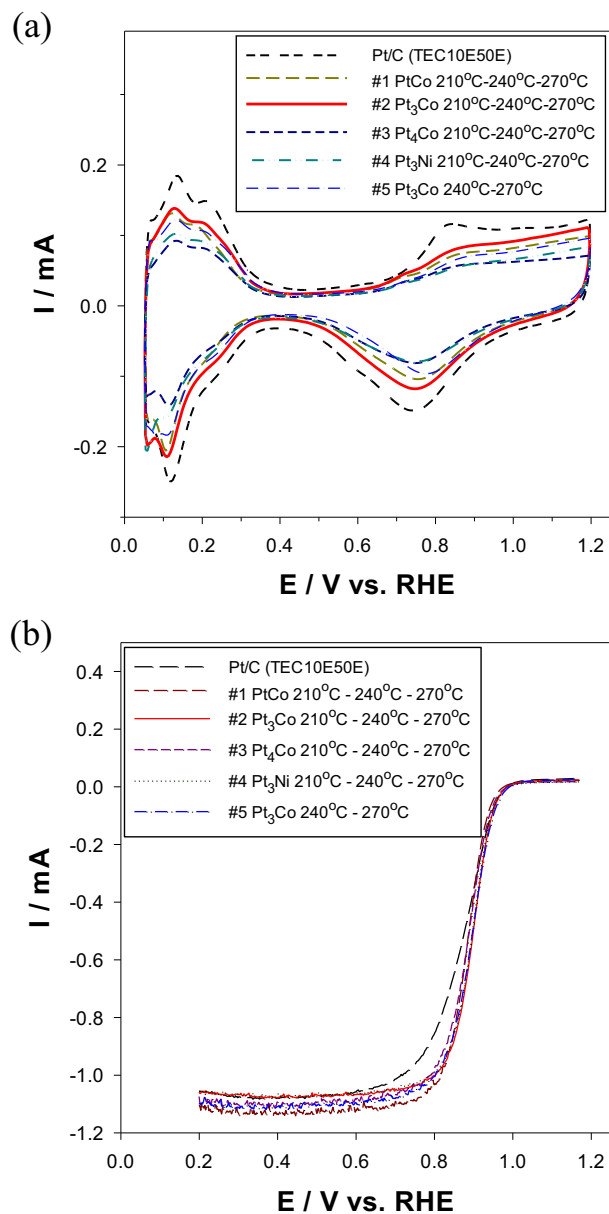 (a)
Pt/C (TEC10E50E)
#1 PtCo 210°C-240°C-270°C
#2 Pt₃Co 210°C-240°C-270°C
#3 Pt₄Co 210°C-240°C-270°C
#4 Pt₃Ni 210°C-240°C-270°C
#5 Pt₃Co 240°C-270°C
0.2
0.0
-0.2
I / mA
0.0 0.2 0.4 0.6 0.8 1.0 1.2
E / V vs. RHE
(b)
Pt/C (TEC10E50E)
#1 PtCo 210°C - 240°C - 270°C
#2 Pt₃Co 210°C - 240°C - 270°C
#3 Pt₄Co 210°C - 240°C - 270°C
#4 Pt₃Ni 210°C - 240°C - 270°C
#5 Pt₃Co 240°C - 270°C
0.4
0.2
0.0
-0.2
-0.4
-0.6
-0.8
-1.0
-1.2
I / mA
0.0 0.2 0.4 0.6 0.8 1.0 1.2
E / V vs. RHE